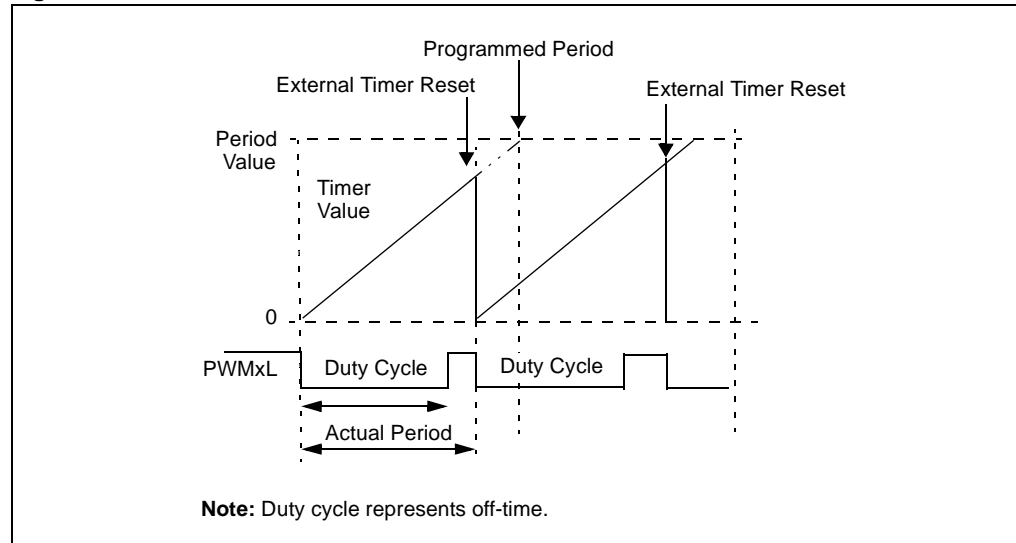 Programmed Period
External Timer Reset
External Timer Reset
Period
Value
Timer
Value
0
PWMxL
Duty Cycle
Duty Cycle
Actual Period
Note: Duty cycle represents off-time.